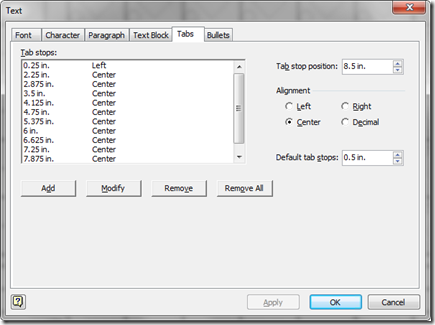 Text
Font Character Paragraph Text Block Tabs Bullets
Tab stops:
0.25 in. Left
2.25 in. Center
2.875 in. Center
3.5 in. Center
4.125 in. Center
4.75 in. Center
5.375 in. Center
6 in. Center
6.625 in. Center
7.25 in. Center
7.875 in. Center
Tab stop position: 8.5 in.
Alignment
Left Right
Center Decimal
Default tab stops: 0.5 in.
Add Modify Remove Remove All
? Apply OK Cancel